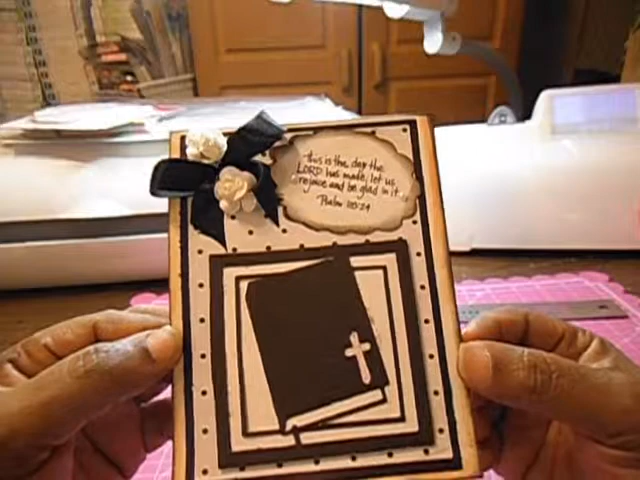 This is the day the
LORD has made; let us
rejoice and be glad in it.
Psalm 118:24